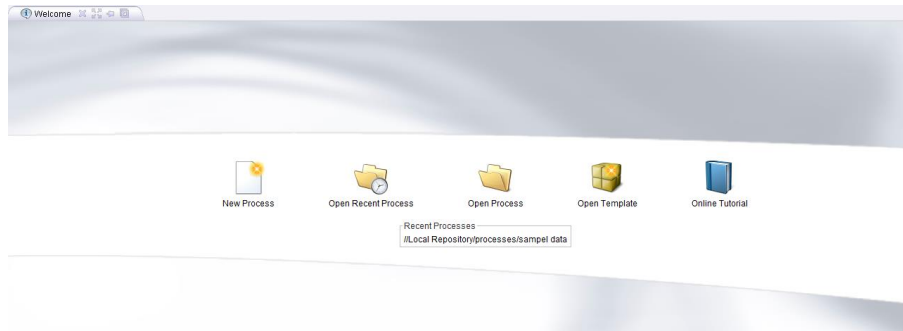 Welcome
New Process
Open Recent Process
Open Process
Open Template
Online Tutorial
Recent Processes
//Local Repository/processes/sampel data